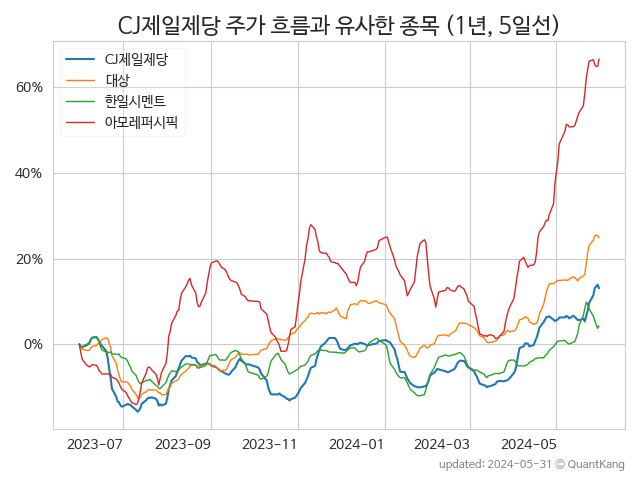 CJ제일제당 주가 흐름과 유사한 종목 (1년, 5일선)
CJ제일제당
대상
한일시멘트
아모레퍼시픽
60%
40%
20%
0%
2023-07 2023-09 2023-11 2024-01 2024-03 2024-05
updated: 2024-05-31 © QuantKang